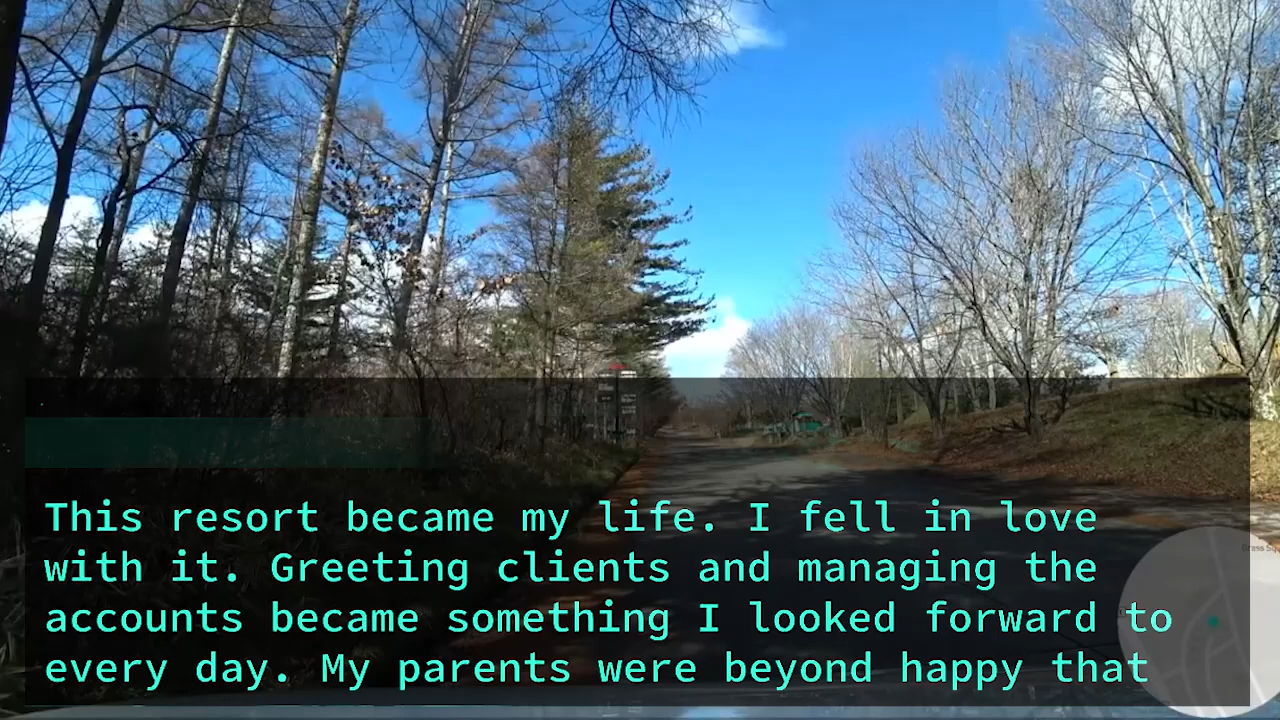 This resort became my life. I fell in love
with it. Greeting clients and managing the
accounts became something I looked forward to
every day. My parents were beyond happy that